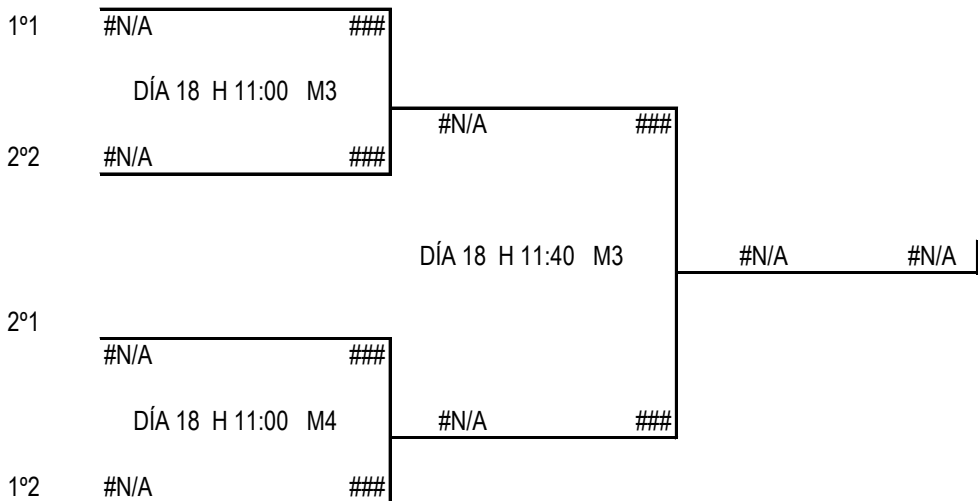 1º1 #N/A ###
DÍA 18 H 11:00 M3
#N/A ###
2º2 #N/A ###
DÍA 18 H 11:40 M3 #N/A #N/A
2º1
#N/A ###
DÍA 18 H 11:00 M4 #N/A ###
1º2 #N/A ###